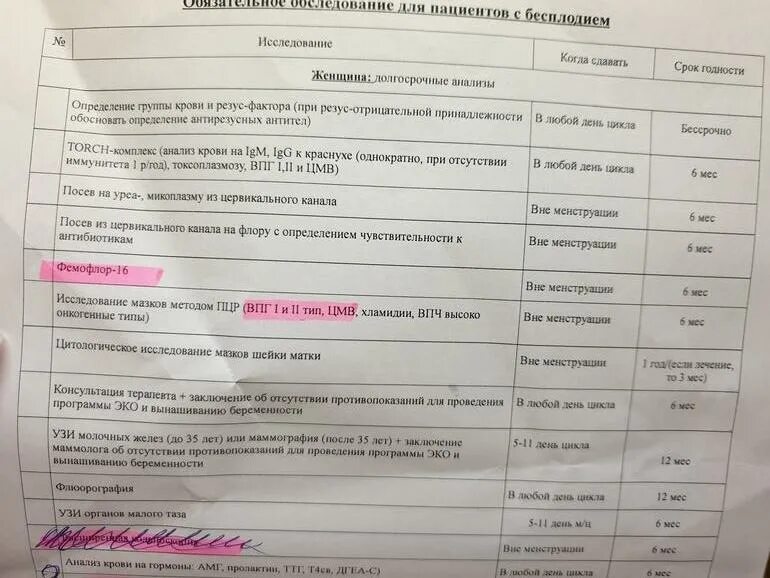 Обязательное обследование для пациентов с бесплодием
№ Исследование Когда сдавать Срок годности
Женщина: долгосрочные анализы
Определение группы крови и резус-фактора (при резус-отрицательной принадлежности
обосновать определение антирезусных антител) В любой день цикла Бессрочно
TORCH-комплекс (анализ крови на IgM, IgG к краснухе (однократно, при отсутствии
иммунитета 1 р/год), токсоплазмозу, ВПГ I,II и ЦМВ) В любой день цикла 6 мес
Посев на уреа-, микоплазму из цервикального канала Вне менструации 6 мес
Посев из цервикального канала на флору с определением чувствительности к
антибиотикам Вне менструации 6 мес
Фемофлор-16 Вне менструации 6 мес
Исследование мазков методом ПЦР (ВПГ I и II тип, ЦМВ, хламидии, ВПЧ высоко
онкогенные типы) Вне менструации 6 мес
Цитологическое исследование мазков шейки матки Вне менструации 1 год/(если лечение,
то 3 мес)
Консультация терапевта + заключение об отсутствии противопоказаний для проведения
программы ЭКО и вынашиванию беременности В любой день цикла 6 мес
УЗИ молочных желез (до 35 лет) или маммография (после 35 лет) + заключение
маммолога об отсутствии противопоказаний для проведения программы ЭКО и
вынашиванию беременности 5-11 день цикла 12 мес
Флюорография В любой день цикла 12 мес
УЗИ органов малого таза 5-11 день м/ц 6 мес
Расширенная кольпоскопия Вне менструации 6 мес
Анализ крови на гормоны: АМГ, пролактин, ТТГ, Т4св, ДГЕА-С) В любой день цикла 6 мес